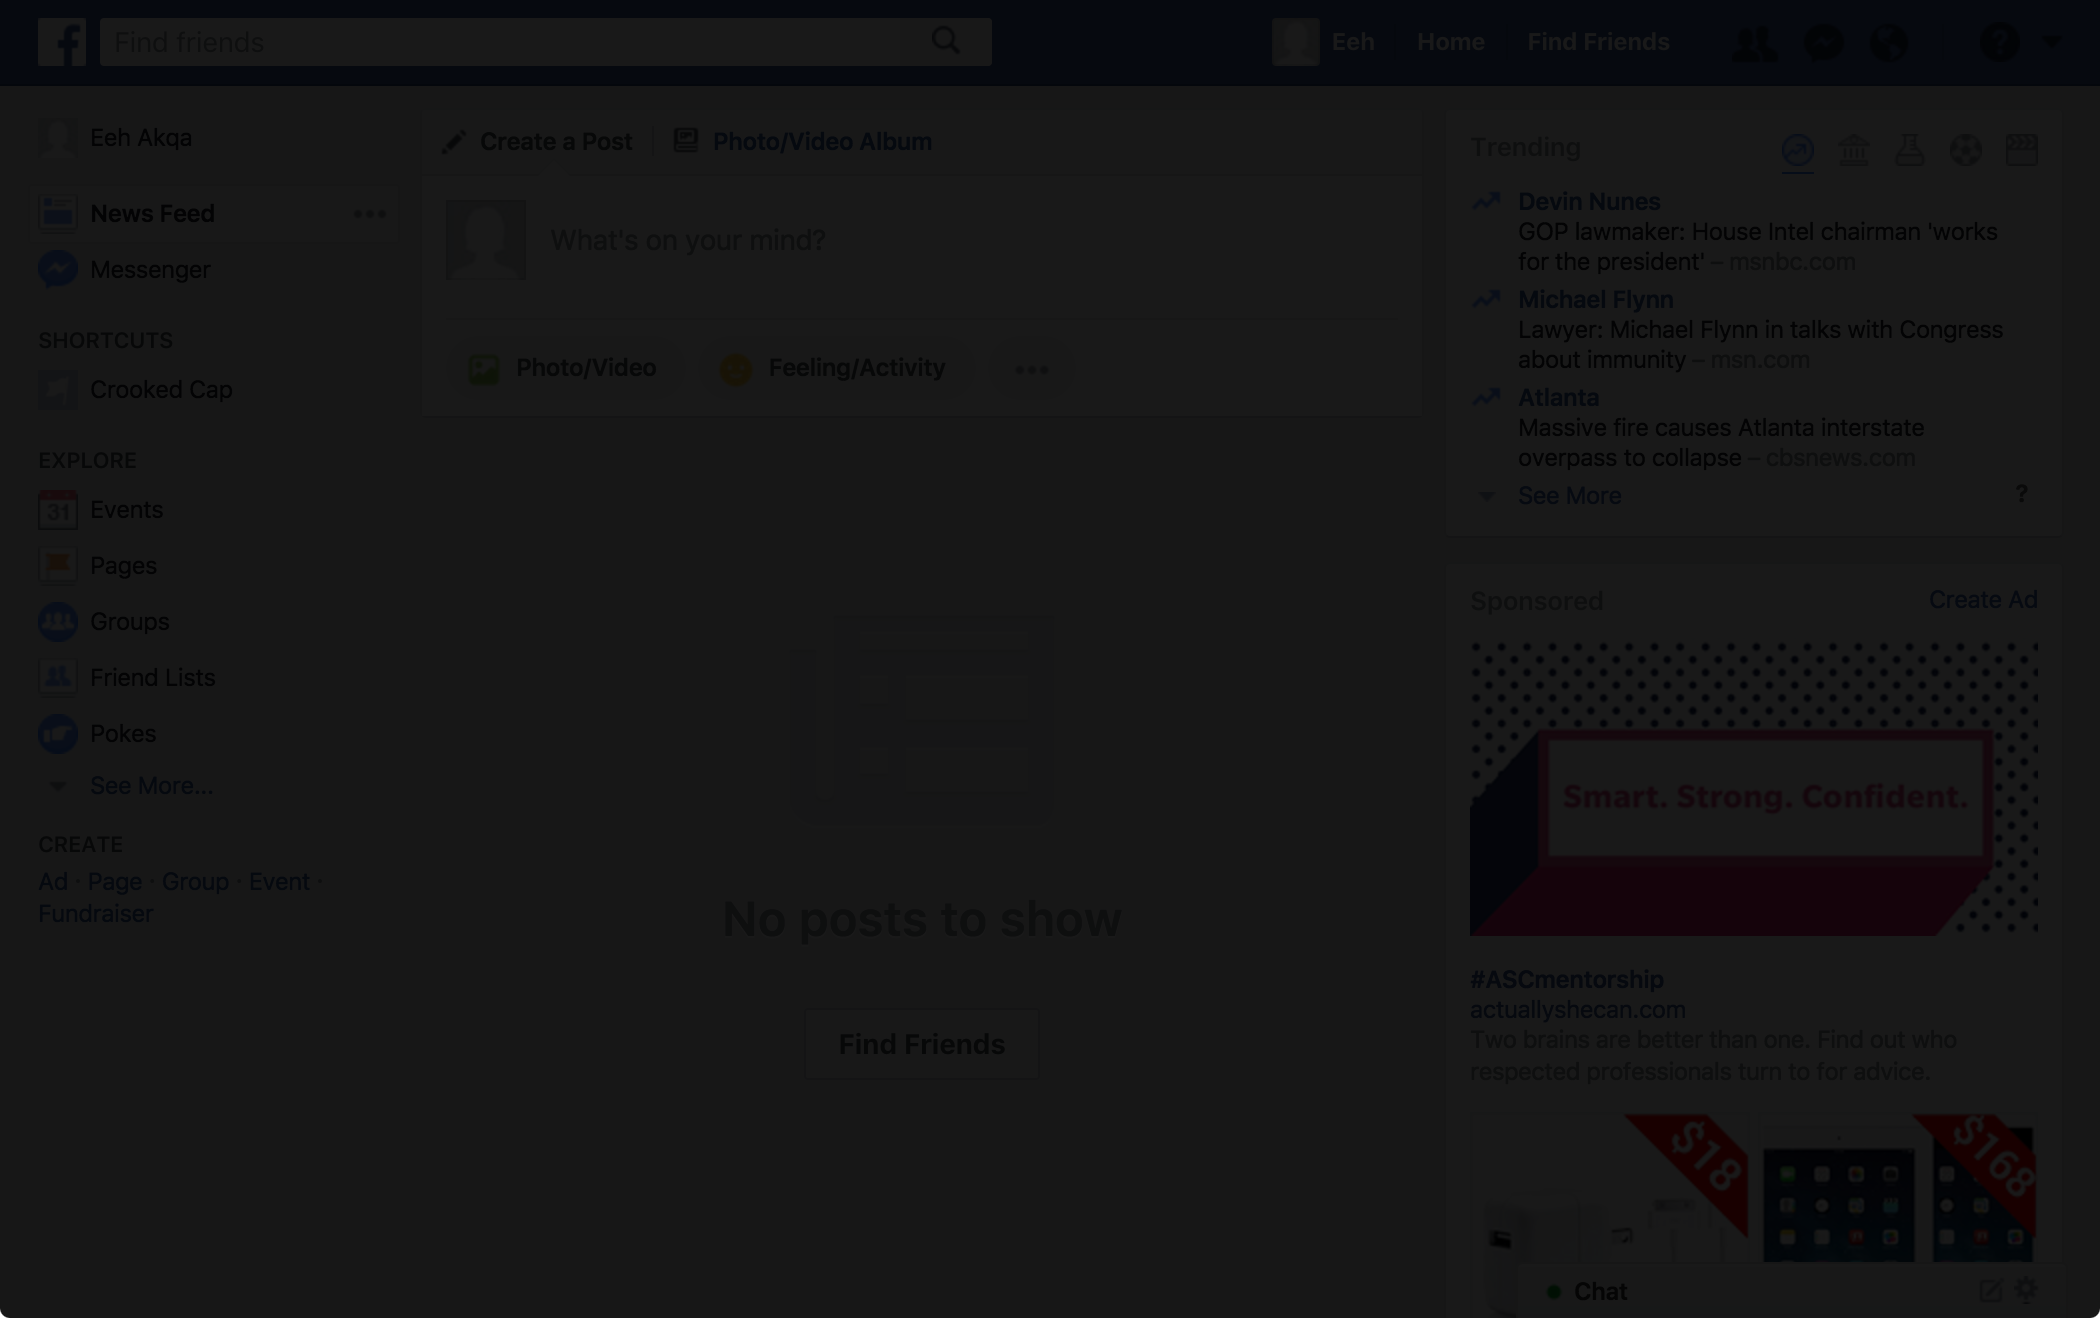 f
Find friends
Eeh
Home
Find Friends
?
Eeh Akqa
News Feed
Messenger
SHORTCUTS
Crooked Cap
EXPLORE
31
Events
Pages
Groups
Friend Lists
Pokes
See More...
CREATE
Ad · Page · Group · Event ·
Fundraiser
Create a Post
Photo/Video Album
What's on your mind?
Photo/Video
Feeling/Activity
No posts to show
Find Friends
Trending
Devin Nunes
GOP lawmaker: House Intel chairman 'works
for the president' – msnbc.com
Michael Flynn
Lawyer: Michael Flynn in talks with Congress
about immunity – msn.com
Atlanta
Massive fire causes Atlanta interstate
overpass to collapse – cbsnews.com
See More
?
Sponsored
Create Ad
Smart. Strong. Confident.
#ASCmentorship
actuallyshecan.com
Two brains are better than one. Find out who
respected professionals turn to for advice.
$18
$168
Chat